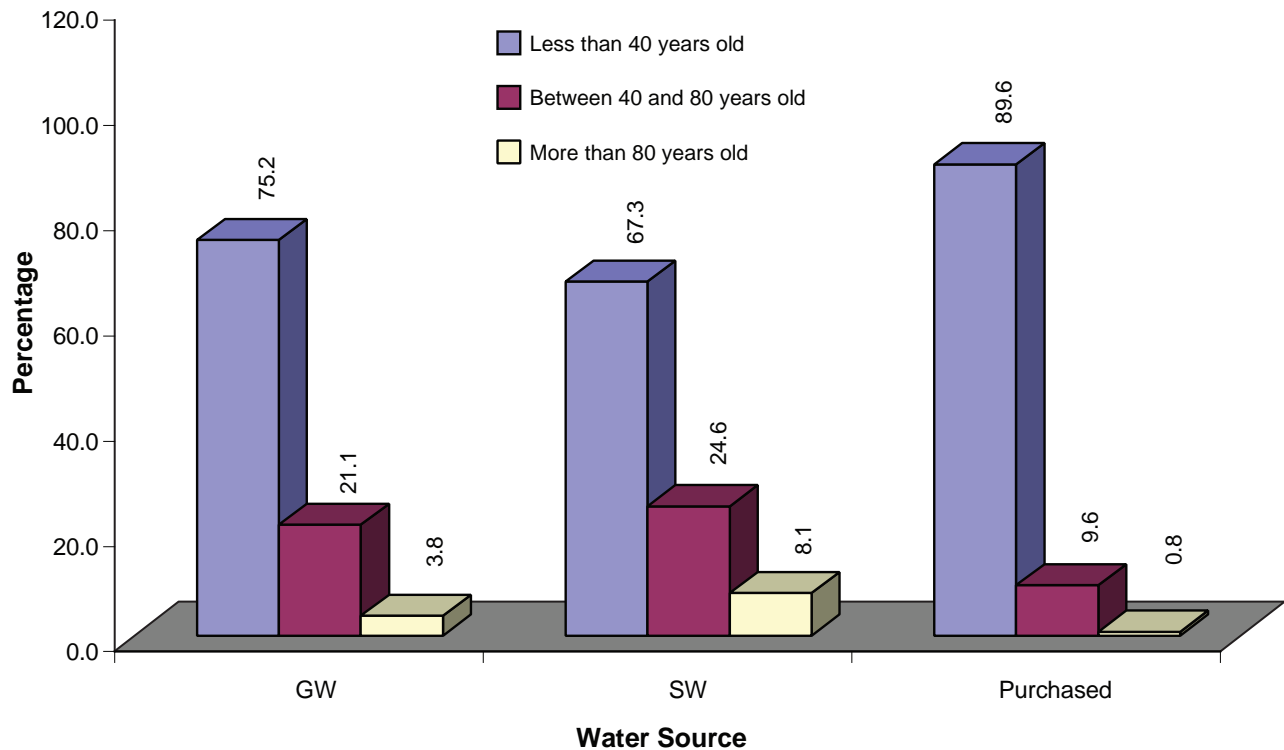 120.0
100.0
80.0
60.0
40.0
20.0
0.0
Percentage
Less than 40 years old
Between 40 and 80 years old
More than 80 years old
75.2
21.1
3.8
67.3
24.6
8.1
89.6
9.6
0.8
GW
SW
Purchased
Water Source